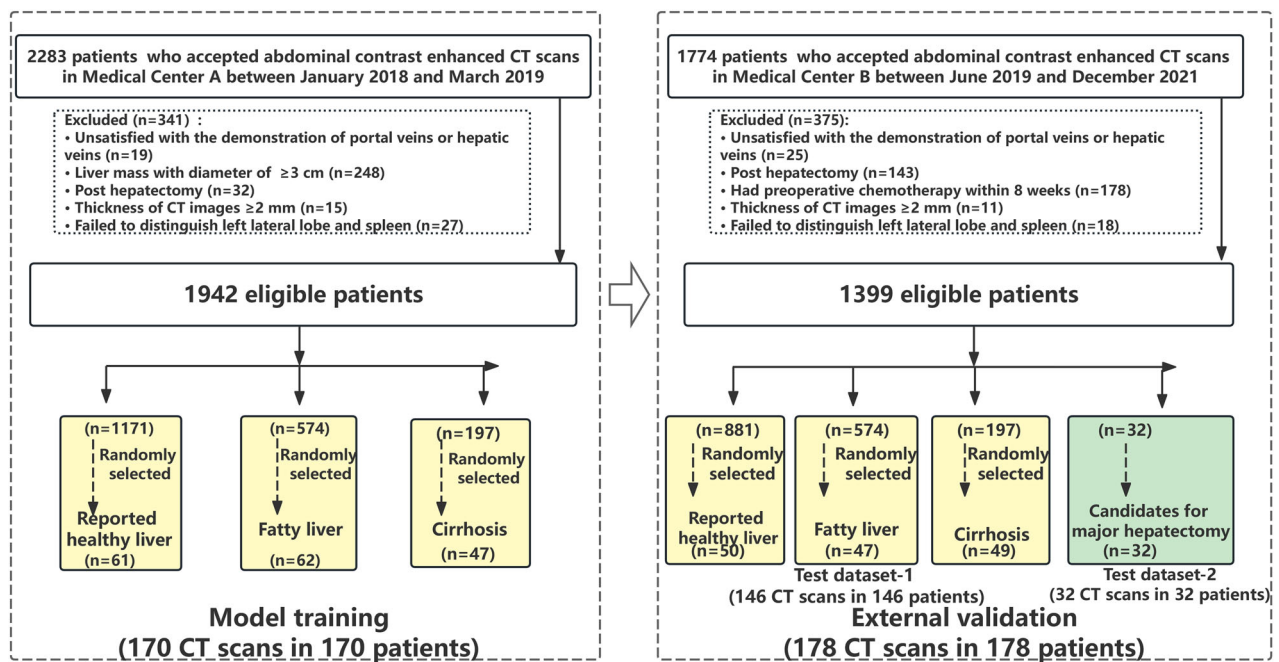 2283 patients who accepted abdominal contrast enhanced CT scans
in Medical Center A between January 2018 and March 2019
Excluded (n=341) :
• Unsatisfied with the demonstration of portal veins or hepatic
veins (n=19)
• Liver mass with diameter of ≥3 cm (n=248)
• Post hepatectomy (n=32)
• Thickness of CT images ≥2 mm (n=15)
• Failed to distinguish left lateral lobe and spleen (n=27)
1942 eligible patients
(n=1171)
Randomly
selected
Reported
healthy liver
(n=61)
(n=574)
Randomly
selected
Fatty liver
(n=62)
(n=197)
Randomly
selected
Cirrhosis
(n=47)
Model training
(170 CT scans in 170 patients)
1774 patients who accepted abdominal contrast enhanced CT scans
in Medical Center B between June 2019 and December 2021
Excluded (n=375):
• Unsatisfied with the demonstration of portal veins or hepatic
veins (n=25)
• Post hepatectomy (n=143)
• Had preoperative chemotherapy within 8 weeks (n=178)
• Thickness of CT images ≥2 mm (n=11)
• Failed to distinguish left lateral lobe and spleen (n=18)
1399 eligible patients
(n=881)
Randomly
selected
Reported
healthy liver
(n=50)
(n=574)
Randomly
selected
Fatty liver
(n=47)
(n=197)
Randomly
selected
Cirrhosis
(n=49)
(n=32)
Candidates for
major hepatectomy
(n=32)
Test dataset-1
(146 CT scans in 146 patients)
Test dataset-2
(32 CT scans in 32 patients)
External validation
(178 CT scans in 178 patients)